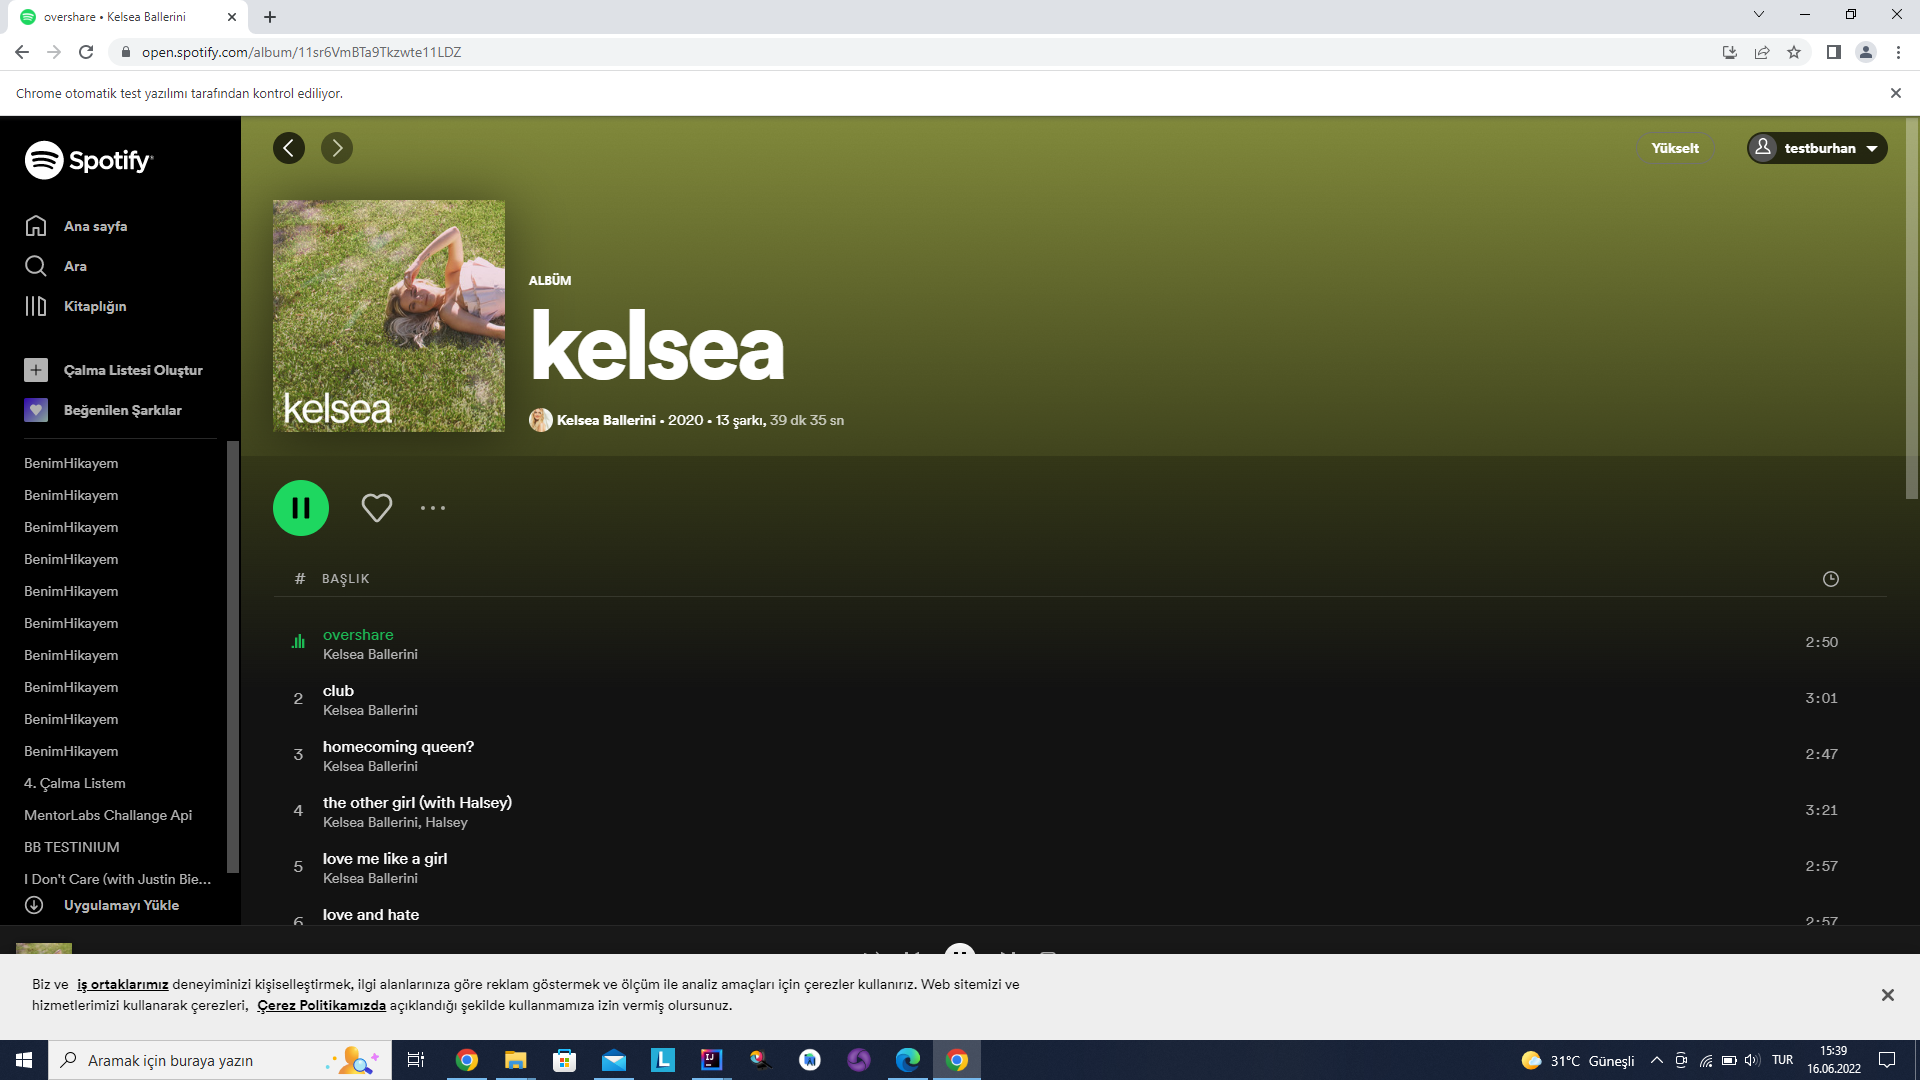 overshare • Kelsea Ballerini
open.spotify.com/album/11sr6VmBTa9Tkzwte11LDZ
Chrome otomatik test yazılımı tarafından kontrol ediliyor.
Spotify
Ana sayfa
Ara
Kitaplığın
Çalma Listesi Oluştur
Beğenilen Şarkılar
BenimHikayem
BenimHikayem
BenimHikayem
BenimHikayem
BenimHikayem
BenimHikayem
BenimHikayem
BenimHikayem
BenimHikayem
BenimHikayem
4. Çalma Listem
MentorLabs Challange Api
BB TESTINIUM
I Don't Care (with Justin Bie...
Uygulamayı Yükle
Yükselt
testburhan
kelsea
ALBÜM
kelsea
Kelsea Ballerini • 2020 • 13 şarkı, 39 dk 35 sn
# BAŞLIK
overshare
Kelsea Ballerini
2:50
2 club
Kelsea Ballerini
3:01
3 homecoming queen?
Kelsea Ballerini
2:47
4 the other girl (with Halsey)
Kelsea Ballerini, Halsey
3:21
5 love me like a girl
Kelsea Ballerini
2:57
6 love and hate
2:57
Biz ve iş ortaklarımız deneyiminizi kişiselleştirmek, ilgi alanlarınıza göre reklam göstermek ve ölçüm ile analiz amaçları için çerezler kullanırız. Web sitemizi ve
hizmetlerimizi kullanarak çerezleri, Çerez Politikamızda açıklandığı şekilde kullanmamıza izin vermiş olursunuz.
Aramak için buraya yazın
31°C Güneşli
TUR
15:39
16.06.2022